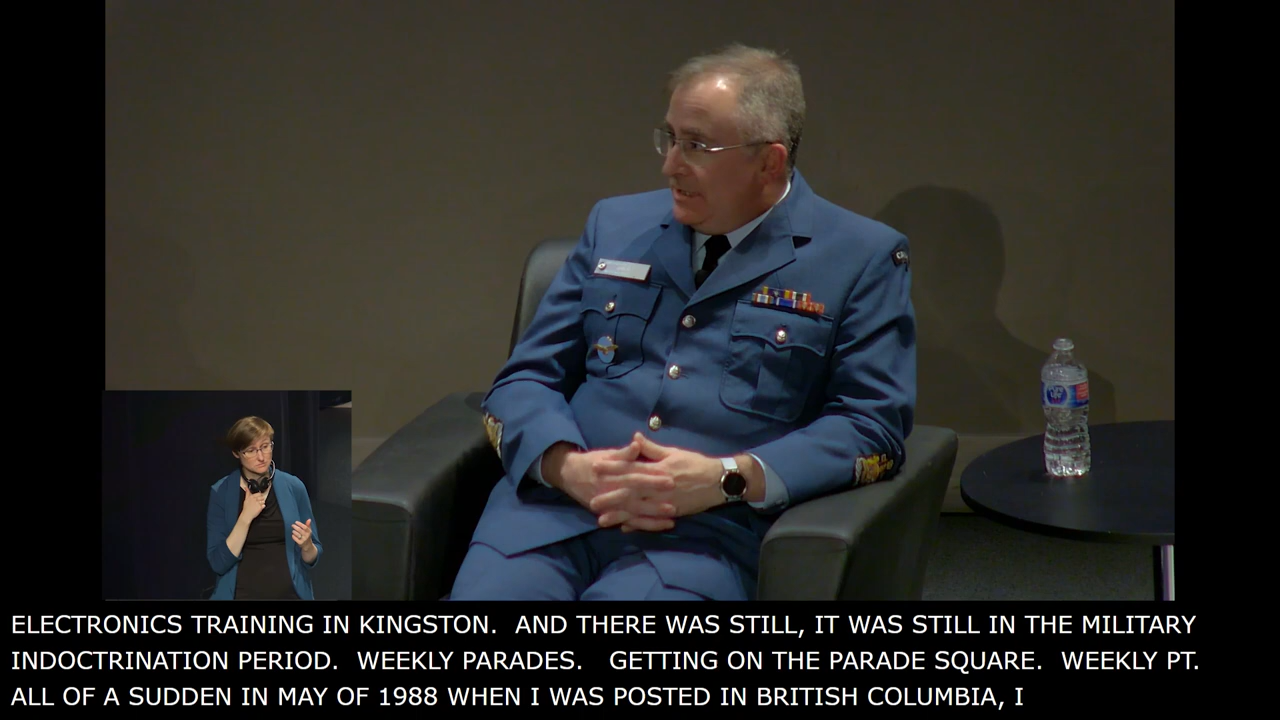 ELECTRONICS TRAINING IN KINGSTON.  AND THERE WAS STILL, IT WAS STILL IN THE MILITARY
INDOCTRINATION PERIOD.  WEEKLY PARADES.   GETTING ON THE PARADE SQUARE.  WEEKLY PT.
ALL OF A SUDDEN IN MAY OF 1988 WHEN I WAS POSTED IN BRITISH COLUMBIA, I